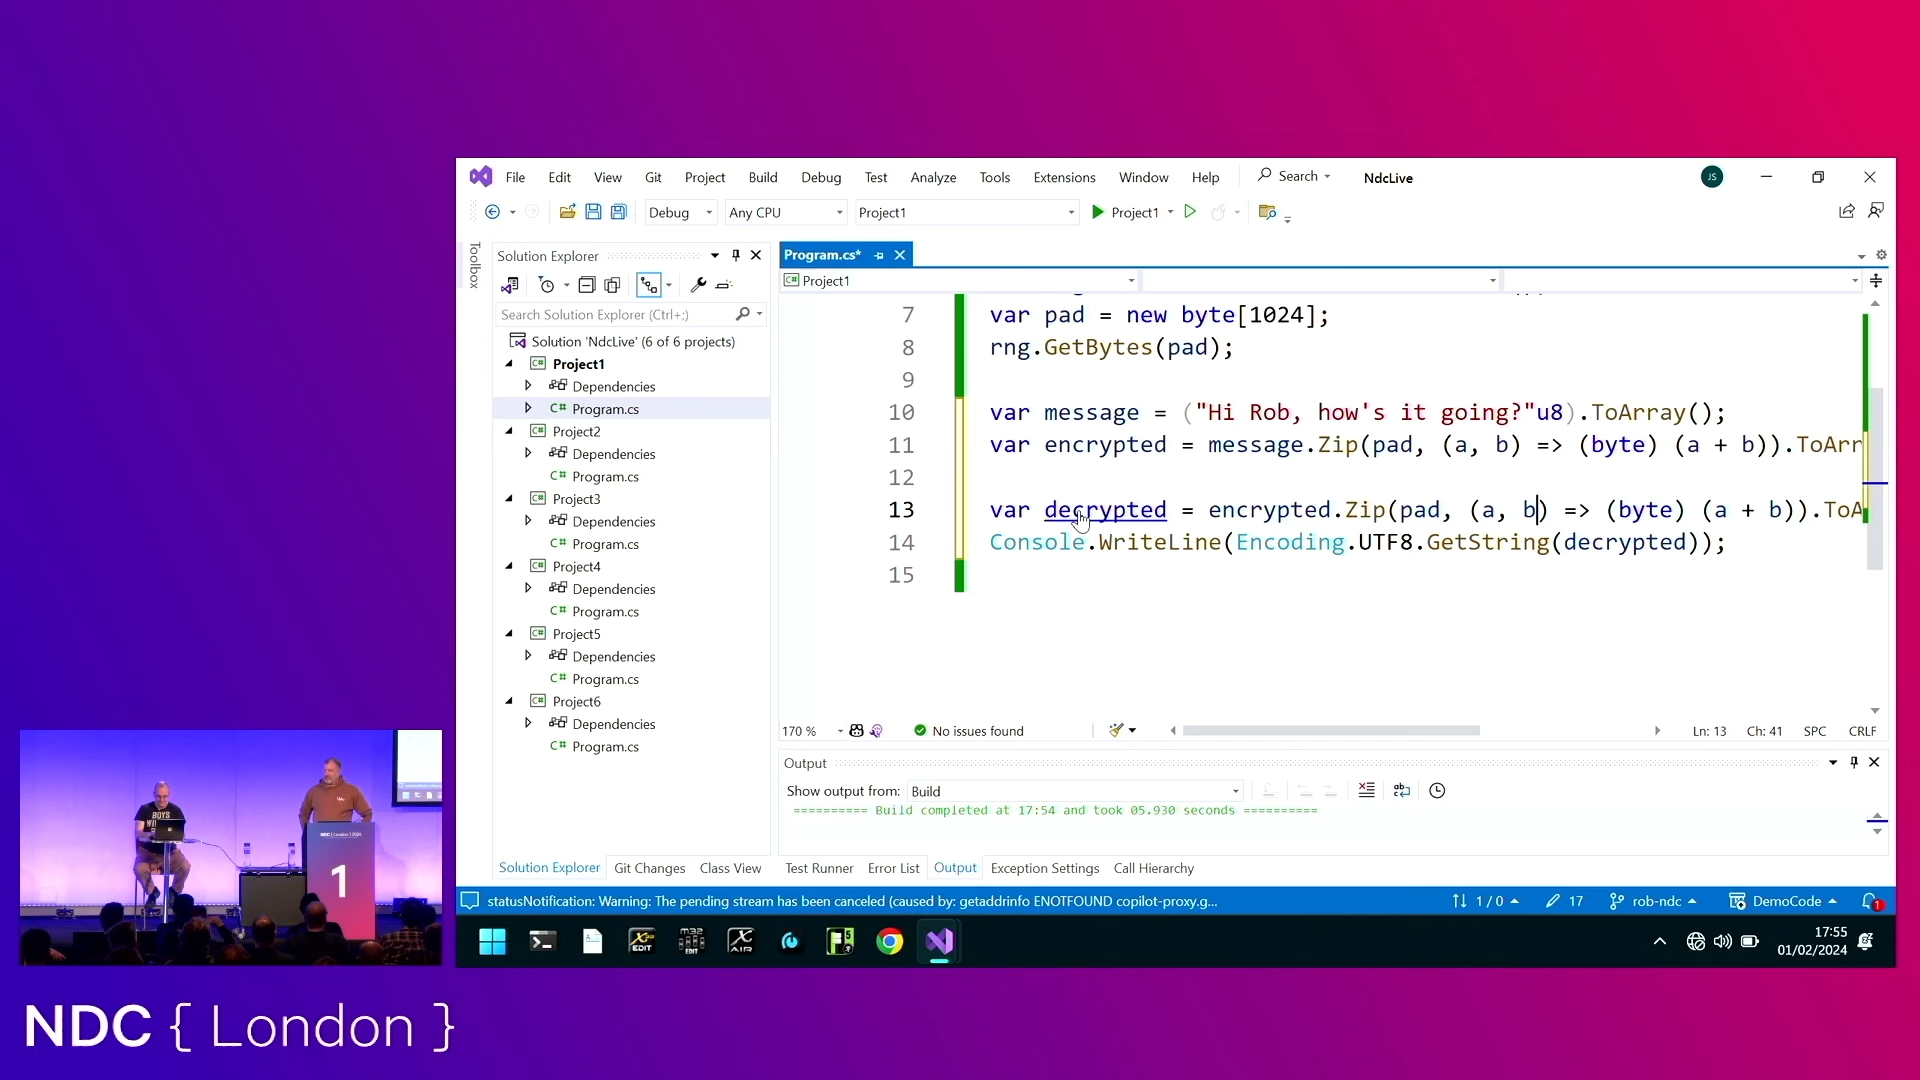 File Edit View Git Project Build Debug Test Analyze Tools Extensions Window Help Search NdcLive JS
Debug Any CPU Project1 Project1
Toolbox
Solution Explorer
Search Solution Explorer (Ctrl+;)
Solution 'NdcLive' (6 of 6 projects)
Project1
Dependencies
C# Program.cs
Project2
Dependencies
C# Program.cs
Project3
Dependencies
C# Program.cs
Project4
Dependencies
C# Program.cs
Project5
Dependencies
C# Program.cs
Project6
Dependencies
C# Program.cs
Solution Explorer Git Changes Class View
Program.cs*
Project1
7 var pad = new byte[1024];
8 rng.GetBytes(pad);
9
10 var message = ("Hi Rob, how's it going?"u8).ToArray();
11 var encrypted = message.Zip(pad, (a, b) => (byte) (a + b)).ToArr
12
13 var decrypted = encrypted.Zip(pad, (a, b) => (byte) (a + b)).ToA
14 Console.WriteLine(Encoding.UTF8.GetString(decrypted));
15
170 % No issues found Ln: 13 Ch: 41 SPC CRLF
Output
Show output from: Build
========== Build completed at 17:54 and took 05.930 seconds ==========
Test Runner Error List Output Exception Settings Call Hierarchy
statusNotification: Warning: The pending stream has been canceled (caused by: getaddrinfo ENOTFOUND copilot-proxy.g... 1 / 0 17 rob-ndc DemoCode 1
17:55
01/02/2024
BOYS
1
NDC { London }